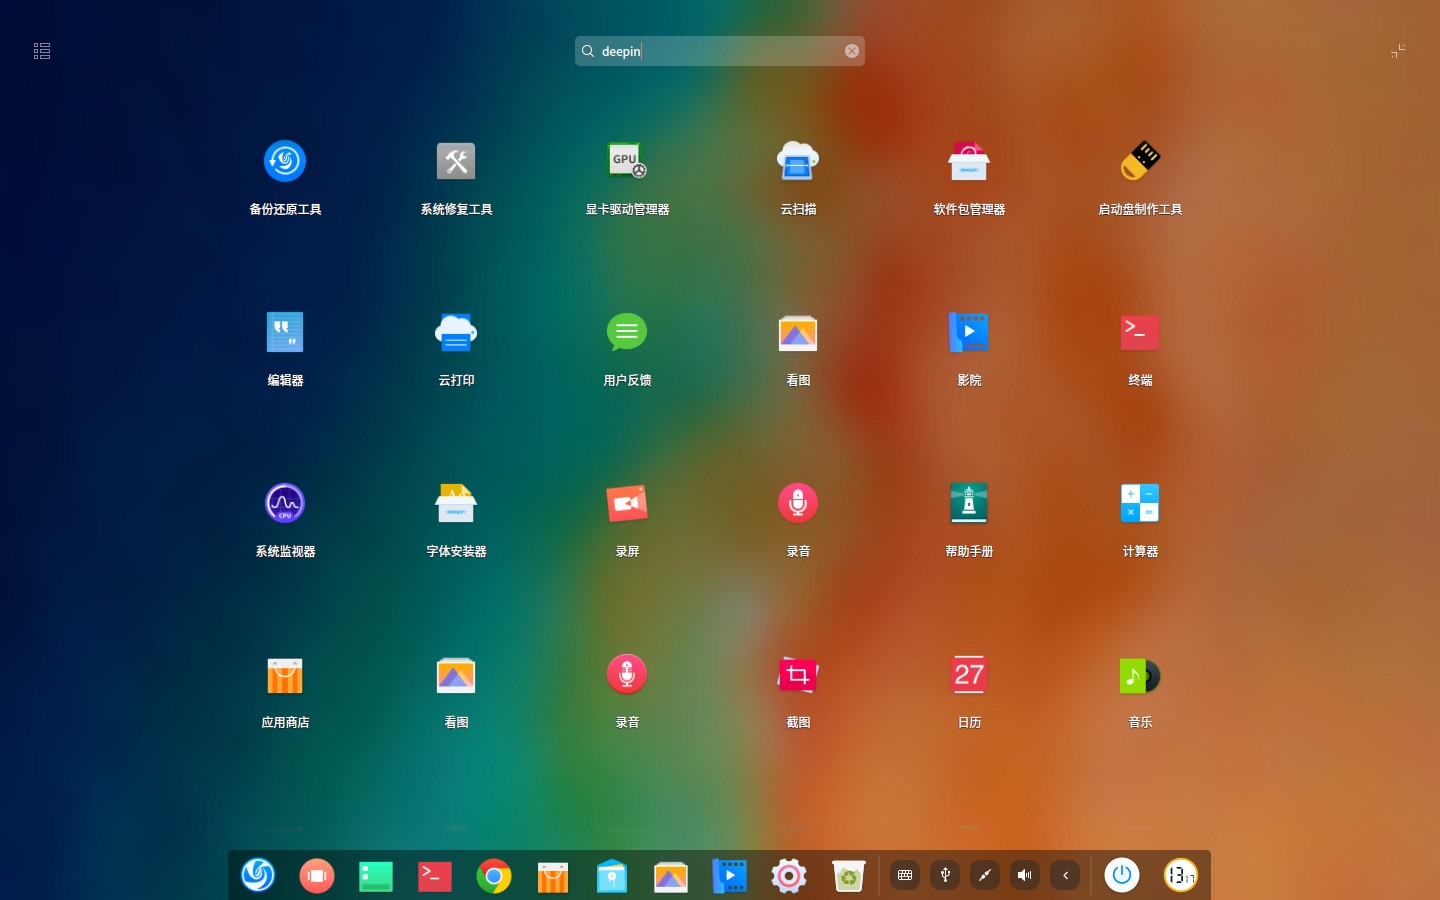 deepin
GPU
deepin
备份还原工具
系统修复工具
显卡驱动管理器
云扫描
软件包管理器
启动盘制作工具
编辑器
云打印
用户反馈
看图
影院
终端
CPU
deepin
系统监视器
字体安装器
录屏
录音
帮助手册
计算器
27
应用商店
看图
录音
截图
日历
音乐
13:17